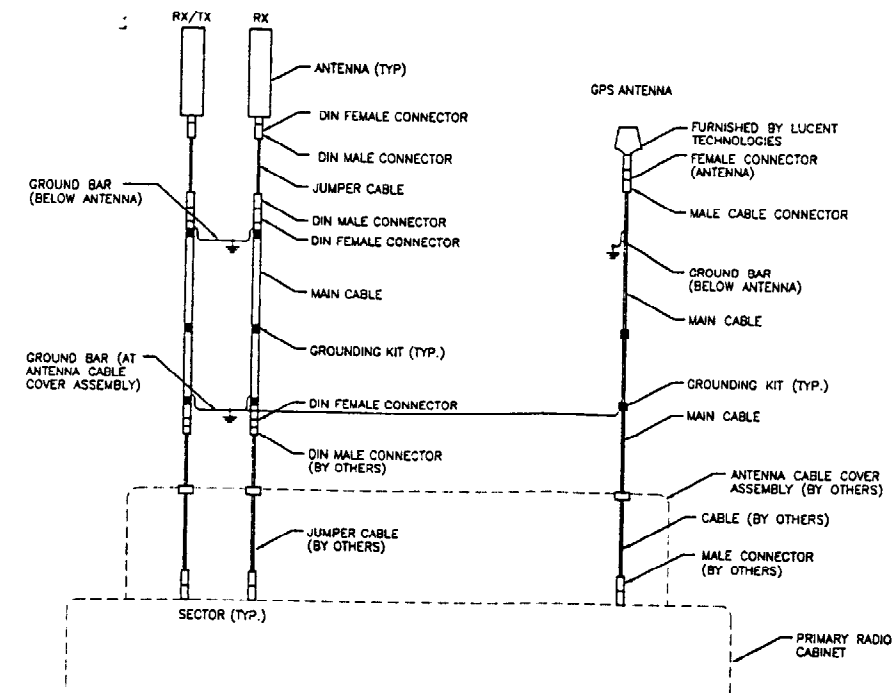 RX/TX
RX
ANTENNA (TYP)
GPS ANTENNA
DIN FEMALE CONNECTOR
FURNISHED BY LUCENT
TECHNOLOGIES
DIN MALE CONNECTOR
FEMALE CONNECTOR
(ANTENNA)
GROUND BAR
(BELOW ANTENNA)
JUMPER CABLE
DIN MALE CONNECTOR
MALE CABLE CONNECTOR
DIN FEMALE CONNECTOR
GROUND BAR
(BELOW ANTENNA)
MAIN CABLE
MAIN CABLE
GROUND BAR (AT
ANTENNA CABLE
COVER ASSEMBLY)
GROUNDING KIT (TYP.)
GROUNDING KIT (TYP.)
DIN FEMALE CONNECTOR
MAIN CABLE
DIN MALE CONNECTOR
(BY OTHERS)
ANTENNA CABLE COVER
ASSEMBLY (BY OTHERS)
CABLE (BY OTHERS)
JUMPER CABLE
(BY OTHERS)
MALE CONNECTOR
(BY OTHERS)
SECTOR (TYP.)
PRIMARY RADIO
CABINET